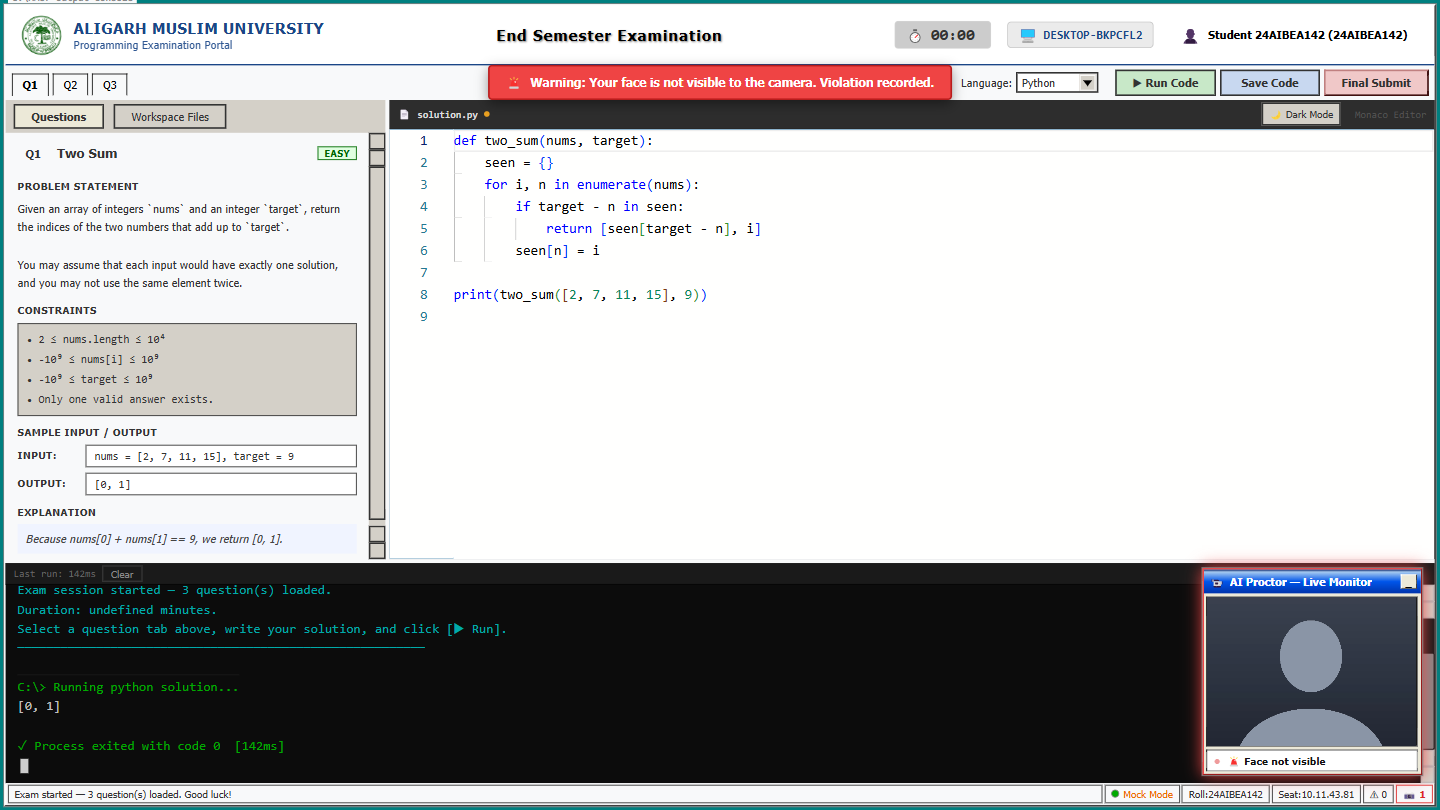 ALIGARH MUSLIM UNIVERSITY
Programming Examination Portal
End Semester Examination
00:00
DESKTOP-BKPCFL2
Student 24AIBEA142 (24AIBEA142)
Q1
Q2
Q3
Warning: Your face is not visible to the camera. Violation recorded.
Language:
Python
▶ Run Code
Save Code
Final Submit
Questions
Workspace Files
solution.py
Dark Mode
Monaco Editor
Q1 Two Sum
EASY
PROBLEM STATEMENT
Given an array of integers `nums` and an integer `target`, return
the indices of the two numbers that add up to `target`.
You may assume that each input would have exactly one solution,
and you may not use the same element twice.
CONSTRAINTS
• 2 ≤ nums.length ≤ 10⁴
• -10⁹ ≤ nums[i] ≤ 10⁹
• -10⁹ ≤ target ≤ 10⁹
• Only one valid answer exists.
SAMPLE INPUT / OUTPUT
INPUT:
nums = [2, 7, 11, 15], target = 9
OUTPUT:
[0, 1]
EXPLANATION
Because nums[0] + nums[1] == 9, we return [0, 1].
1 def two_sum(nums, target):
2 seen = {}
3 for i, n in enumerate(nums):
4 if target - n in seen:
5 return [seen[target - n], i]
6 seen[n] = i
7
8 print(two_sum([2, 7, 11, 15], 9))
9
Last run: 142ms
Clear
Exam session started — 3 question(s) loaded.
Duration: undefined minutes.
Select a question tab above, write your solution, and click [▶ Run].
C:\> Running python solution...
[0, 1]
✓ Process exited with code 0 [142ms]
AI Proctor — Live Monitor
Face not visible
Exam started — 3 question(s) loaded. Good luck!
Mock Mode
Roll:24AIBEA142
Seat:10.11.43.81
⚠ 0
1